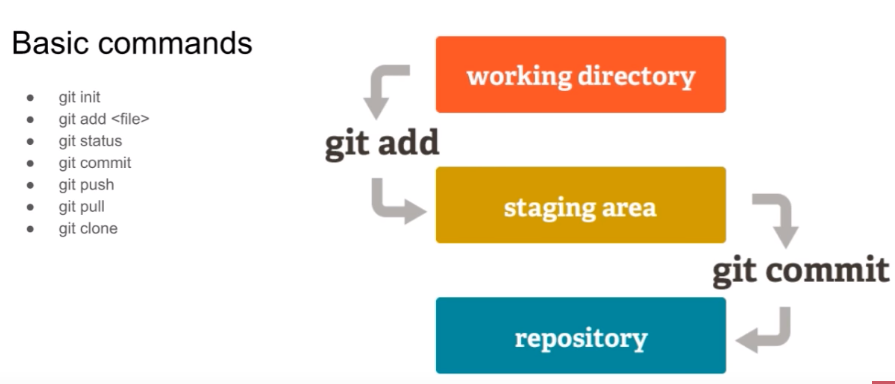 Basic commands
git init
git add <file>
git status
git commit
git push
git pull
git clone
working directory
git add
staging area
git commit
repository